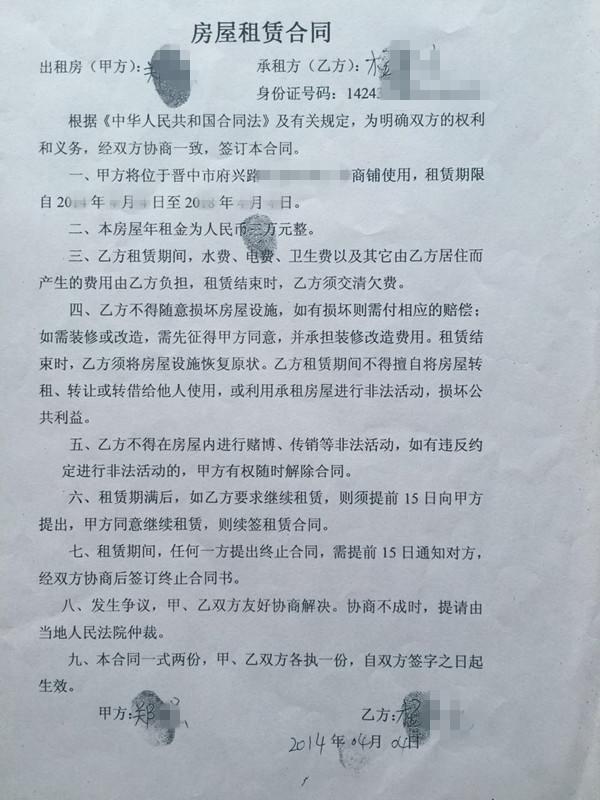 房屋租赁合同
出租房（甲方）：郑
承租方（乙方）：
身份证号码：1424
根据《中华人民共和国合同法》及有关规定，为明确双方的权利
和义务，经双方协商一致，签订本合同。
一、甲方将位于晋中市府兴路 商铺使用，租赁期限
自2014年 月 日至2018年 月 日。
二、本房屋年租金为人民币三万元整。
三、乙方租赁期间，水费、电费、卫生费以及其它由乙方居住而
产生的费用由乙方负担，租赁结束时，乙方须交清欠费。
四、乙方不得随意损坏房屋设施，如有损坏则需付相应的赔偿；
如需装修或改造，需先征得甲方同意，并承担装修改造费用。租赁结
束时，乙方须将房屋设施恢复原状。乙方租赁期间不得擅自将房屋转
租、转让或转借给他人使用，或利用承租房屋进行非法活动，损坏公
共利益。
五、乙方不得在房屋内进行赌博、传销等非法活动，如有违反约
定进行非法活动的，甲方有权随时解除合同。
六、租赁期满后，如乙方要求继续租赁，则须提前 15 日向甲方
提出，甲方同意继续租赁，则续签租赁合同。
七、租赁期间，任何一方提出终止合同，需提前 15 日通知对方，
经双方协商后签订终止合同书。
八、发生争议，甲、乙双方友好协商解决。协商不成时，提请由
当地人民法院仲裁。
九、本合同一式两份，甲、乙双方各执一份，自双方签字之日起
生效。
甲方：郑
乙方：
2014 年 04月 04日